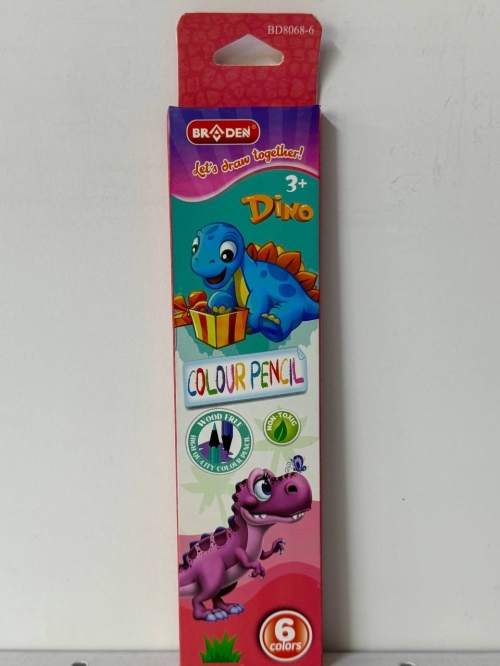 BD8068-6
BRADEN®
Let's draw together!
3+
DINO
COLOUR PENCIL
WOOD FREE
HIGH QUALITY COLOUR PENCIL
NON-TOXIC
6
colors